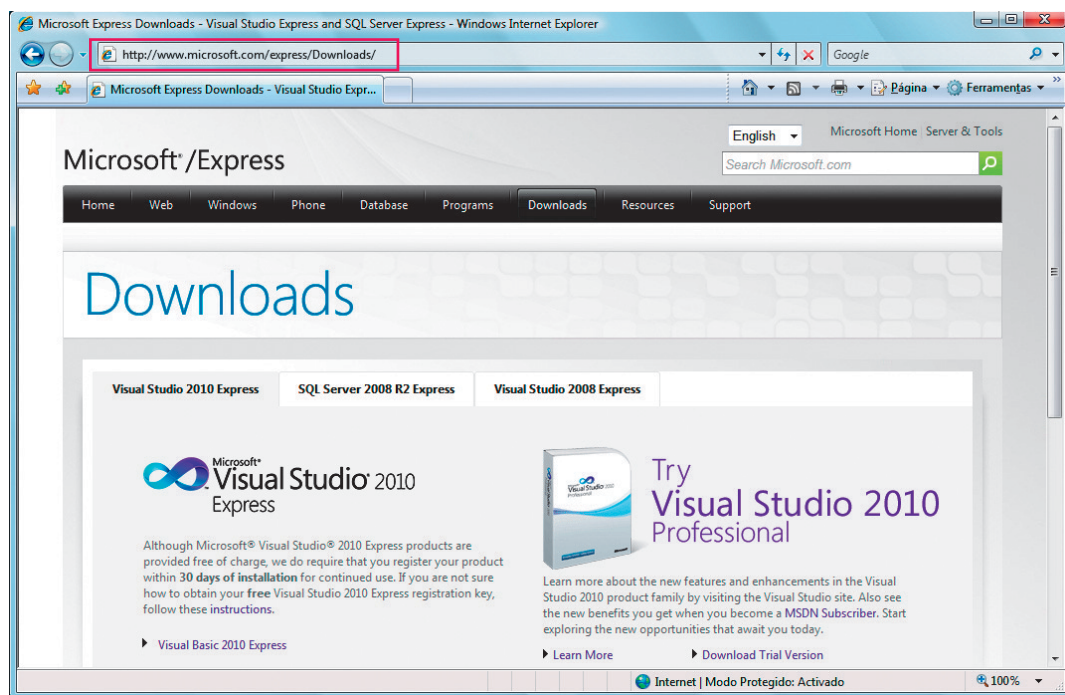 Microsoft Express Downloads - Visual Studio Express and SQL Server Express - Windows Internet Explorer
http://www.microsoft.com/express/Downloads/
Google
Microsoft Express Downloads - Visual Studio Expr...
Página
Ferramentas
English
Microsoft Home
Server & Tools
Microsoft®/Express
Search Microsoft.com
Home
Web
Windows
Phone
Database
Programs
Downloads
Resources
Support
Downloads
Visual Studio 2010 Express
SQL Server 2008 R2 Express
Visual Studio 2008 Express
Microsoft®
Visual Studio® 2010
Express
Although Microsoft® Visual Studio® 2010 Express products are
provided free of charge, we do require that you register your product
within 30 days of installation for continued use. If you are not sure
how to obtain your free Visual Studio 2010 Express registration key,
follow these instructions.
Visual Basic 2010 Express
Try
Visual Studio 2010
Professional
Learn more about the new features and enhancements in the Visual
Studio 2010 product family by visiting the Visual Studio site. Also see
the new benefits you get when you become a MSDN Subscriber. Start
exploring the new opportunities that await you today.
Learn More
Download Trial Version
Internet | Modo Protegido: Activado
100%